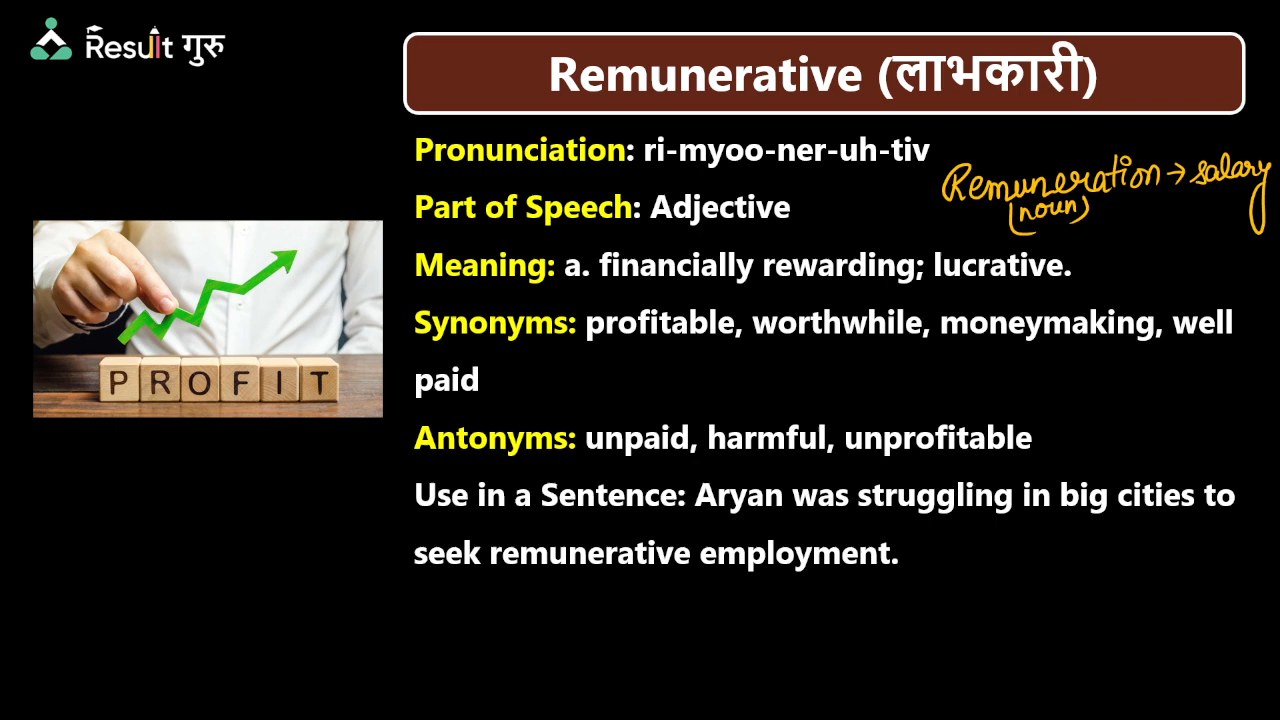 Result गुरु
Remunerative (लाभकारी)
Pronunciation: ri-myoo-ner-uh-tiv
Remuneration → salary
(noun)
Part of Speech: Adjective
Meaning: a. financially rewarding; lucrative.
Synonyms: profitable, worthwhile, moneymaking, well
paid
PROFIT
Antonyms: unpaid, harmful, unprofitable
Use in a Sentence: Aryan was struggling in big cities to
seek remunerative employment.